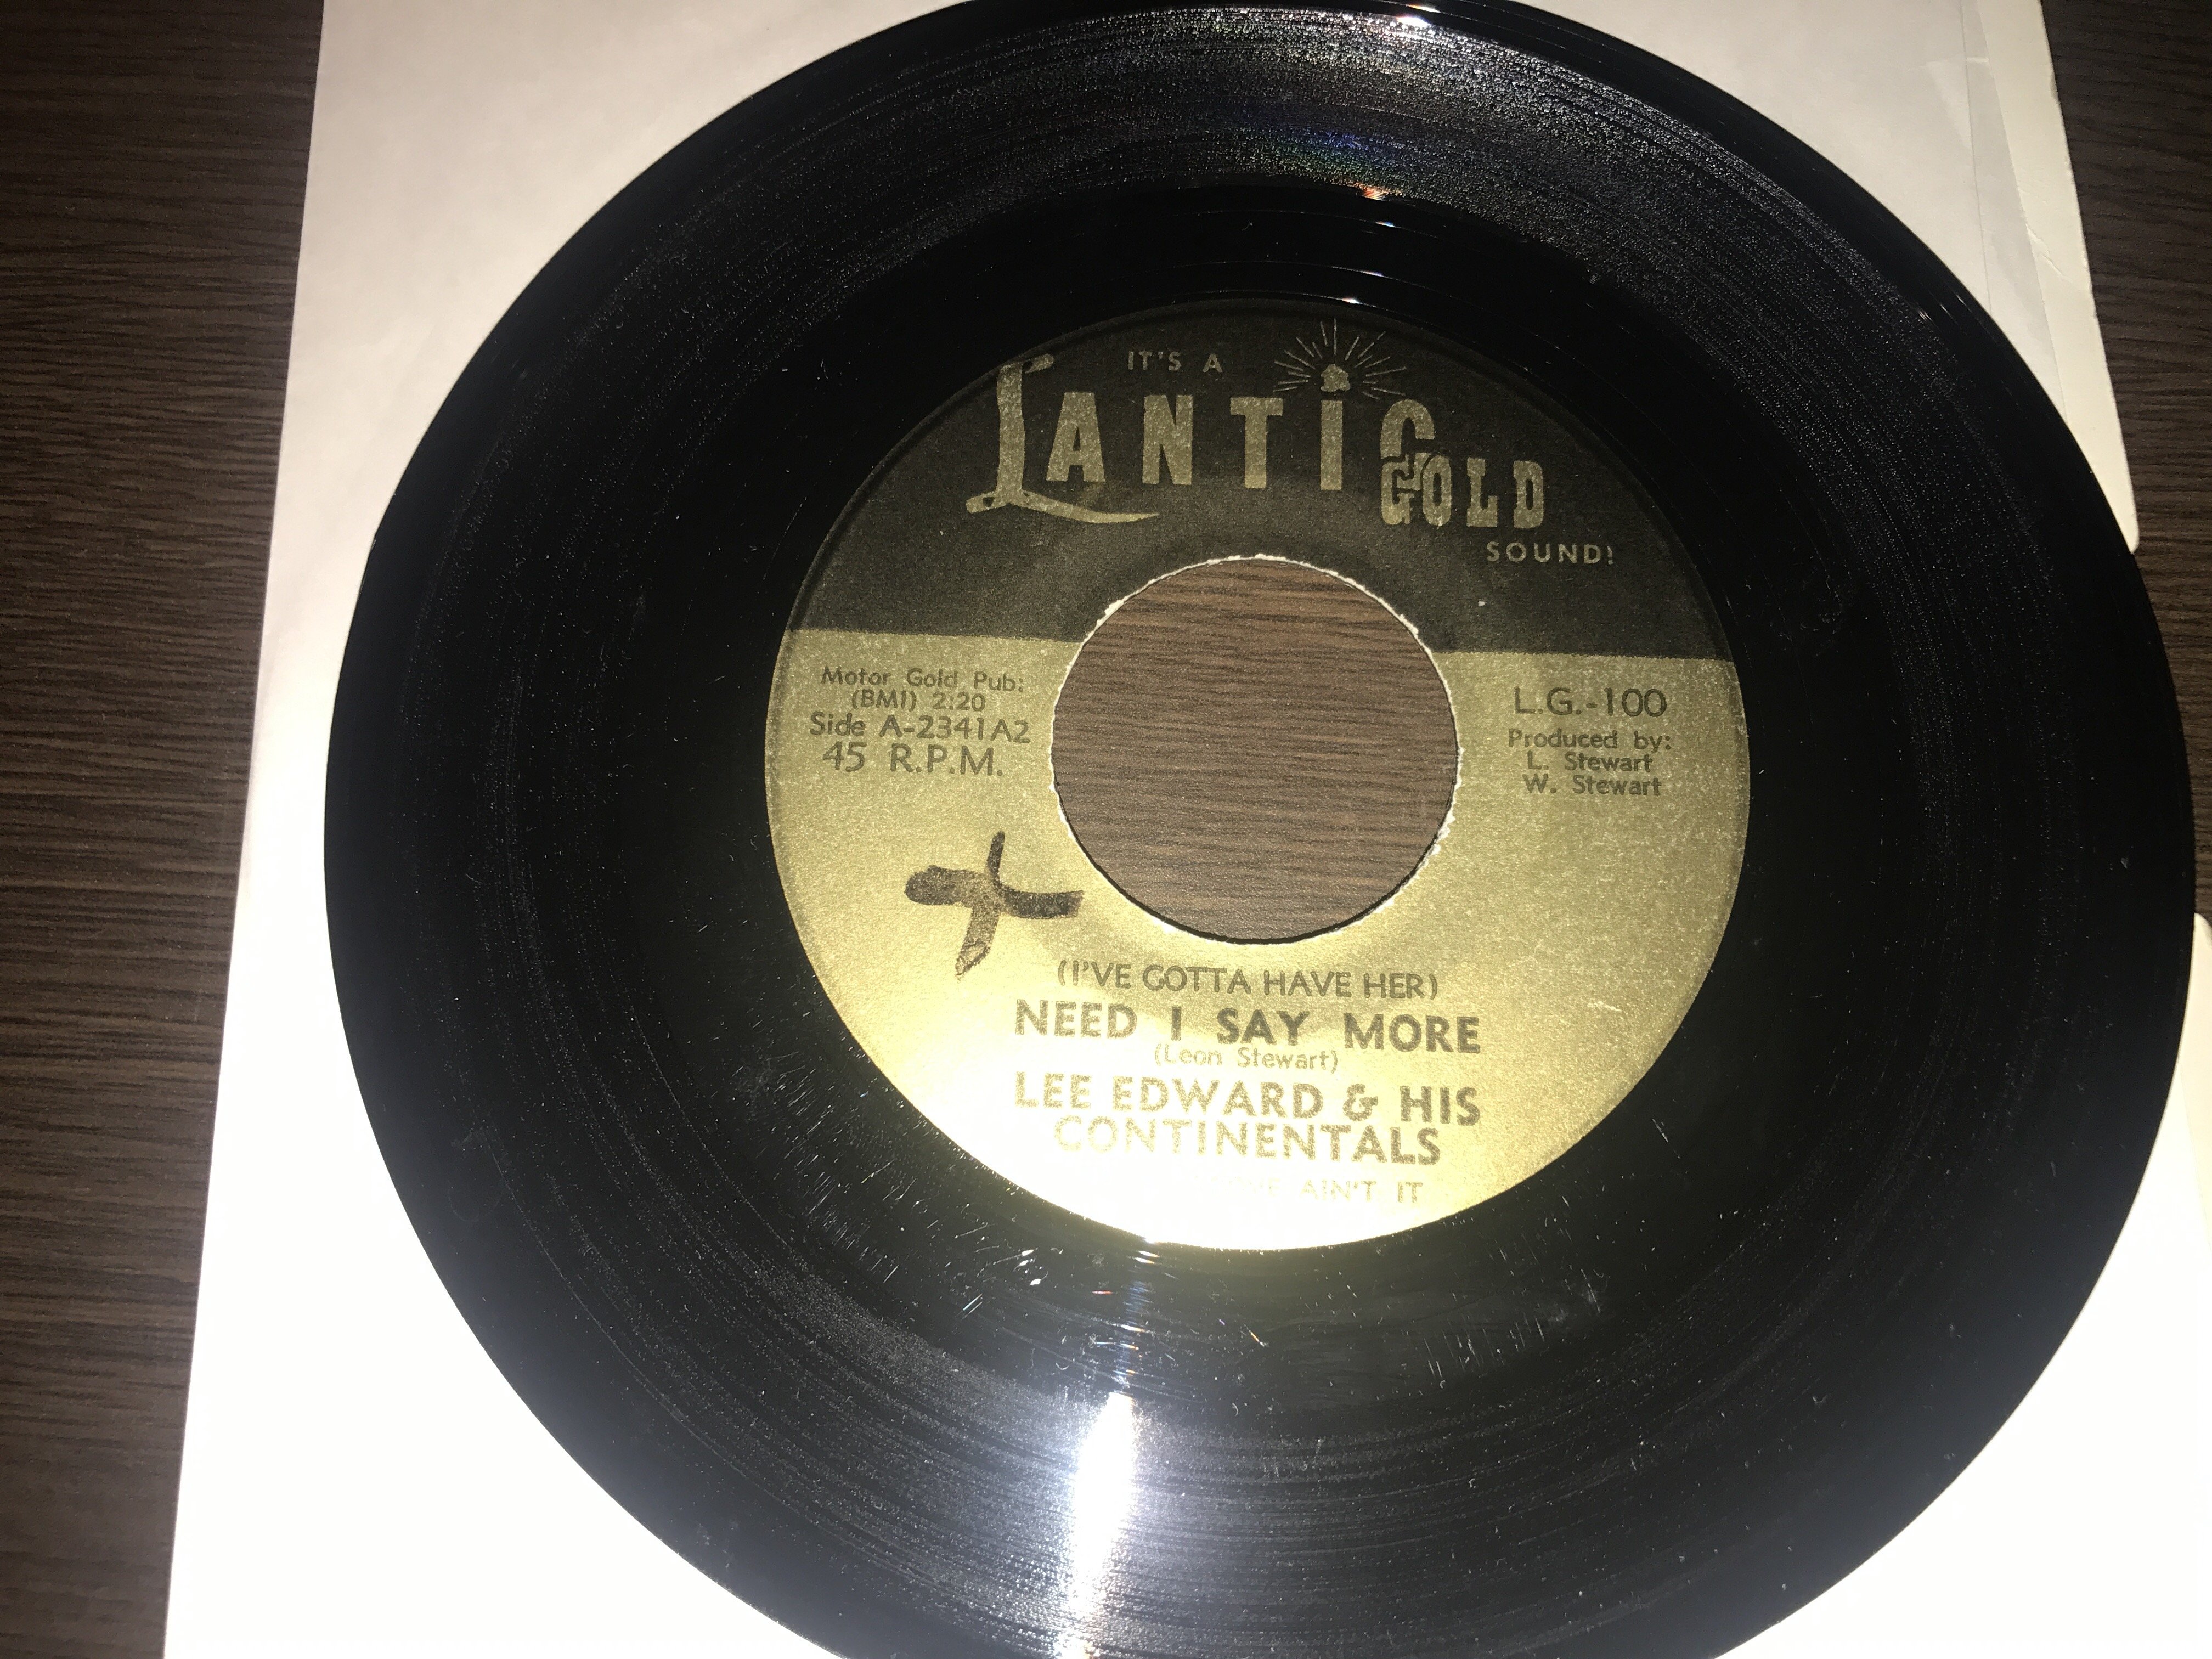 IT'S A
LANTIC GOLD
SOUND!
Motor Gold Pub:
(BMI) 2:20
Side A-2341A2
45 R.P.M.
L.G.-100
Produced by:
L. Stewart
W. Stewart
(I'VE GOTTA HAVE HER)
NEED I SAY MORE
(Leon Stewart)
LEE EDWARD & HIS
CONTINENTALS
AIN'T IT